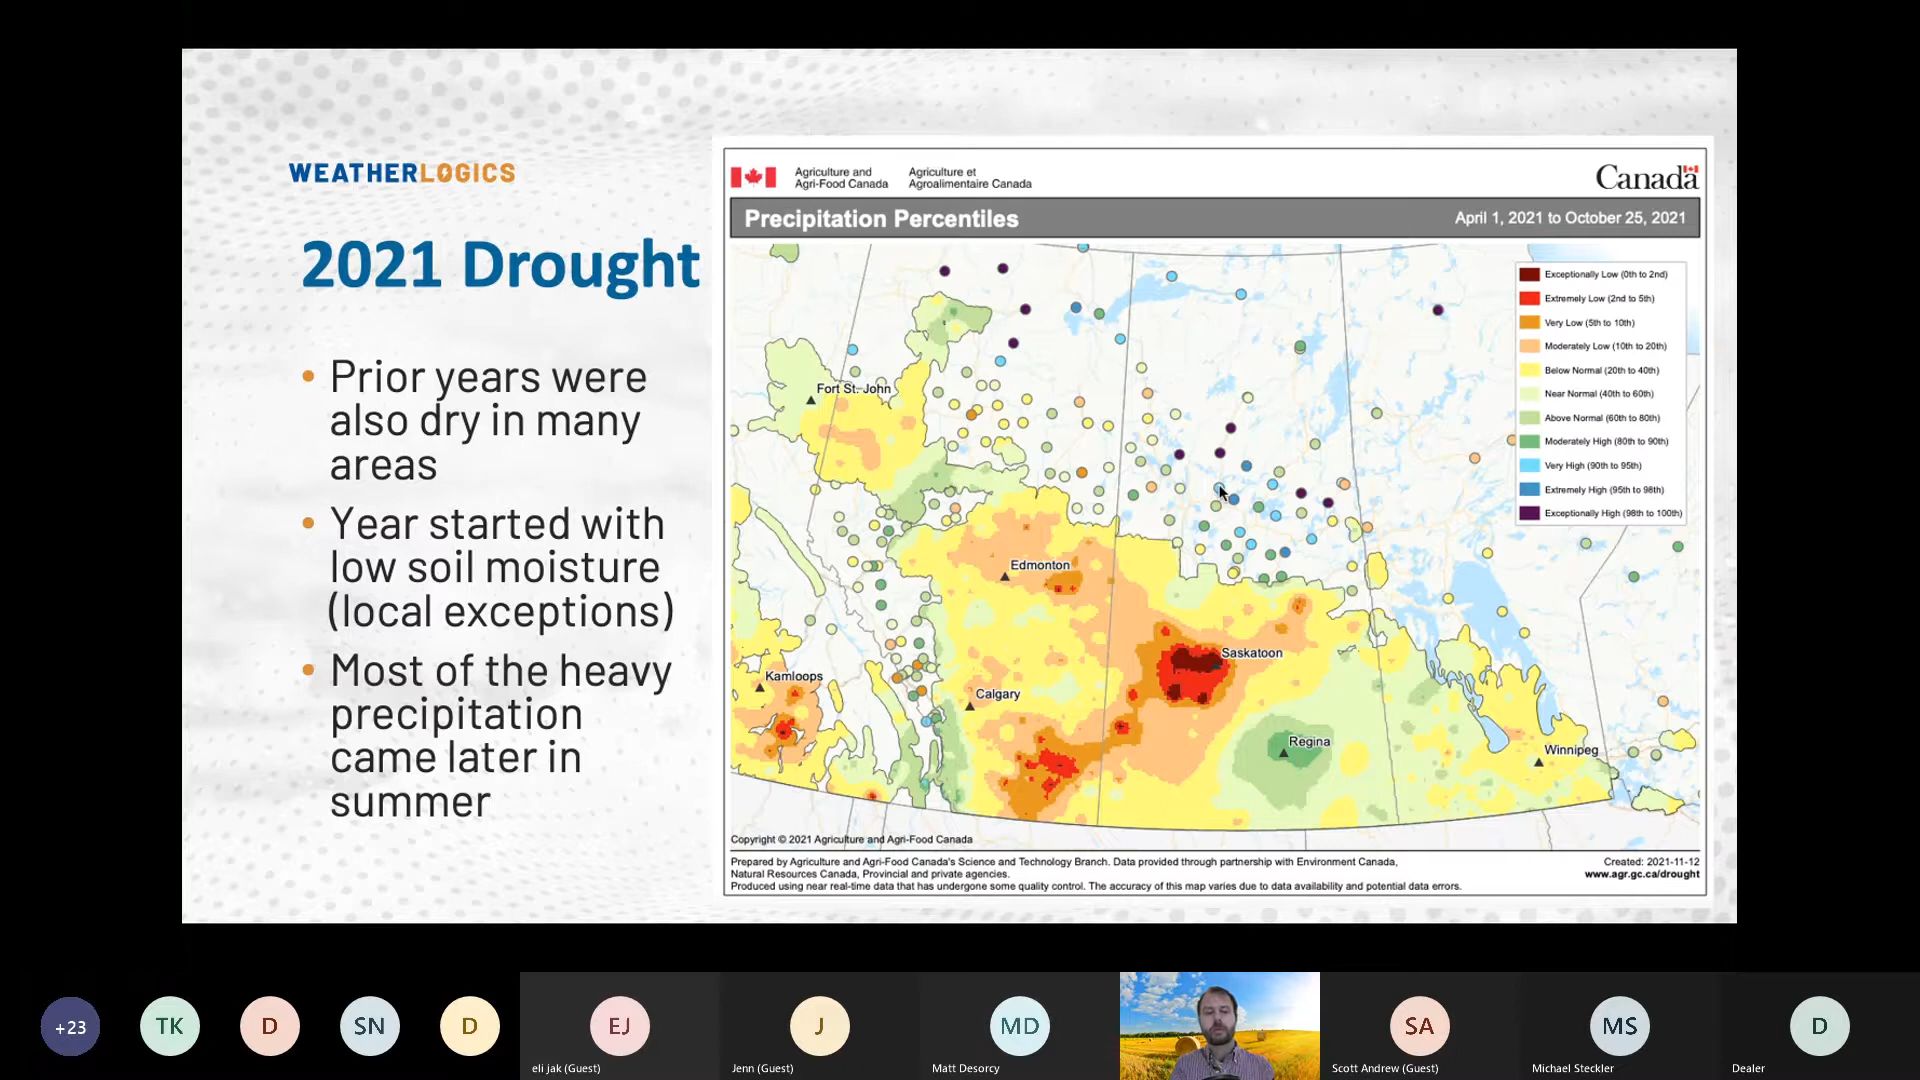 WEATHERLOGICS
2021 Drought
• Prior years were
also dry in many
areas
• Year started with
low soil moisture
(local exceptions)
• Most of the heavy
precipitation
came later in
summer
Agriculture and
Agri-Food Canada
Agriculture et
Agroalimentaire Canada
Canada
Precipitation Percentiles
April 1, 2021 to October 25, 2021
Exceptionally Low (0th to 2nd)
Extremely Low (2nd to 5th)
Very Low (5th to 10th)
Moderately Low (10th to 20th)
Below Normal (20th to 40th)
Near Normal (40th to 60th)
Above Normal (60th to 80th)
Moderately High (80th to 90th)
Very High (90th to 95th)
Extremely High (95th to 98th)
Exceptionally High (98th to 100th)
Fort St. John
Edmonton
Saskatoon
Kamloops
Calgary
Regina
Winnipeg
Copyright © 2021 Agriculture and Agri-Food Canada
Prepared by Agriculture and Agri-Food Canada's Science and Technology Branch. Data provided through partnership with Environment Canada,
Natural Resources Canada, Provincial and private agencies.
Produced using near real-time data that has undergone some quality control. The accuracy of this map varies due to data availability and potential data errors.
Created: 2021-11-12
www.agr.gc.ca/drought
+23
TK
D
SN
D
EJ
J
MD
SA
MS
D
eli jak (Guest)
Jenn (Guest)
Matt Desorcy
Scott Andrew (Guest)
Michael Steckler
Dealer